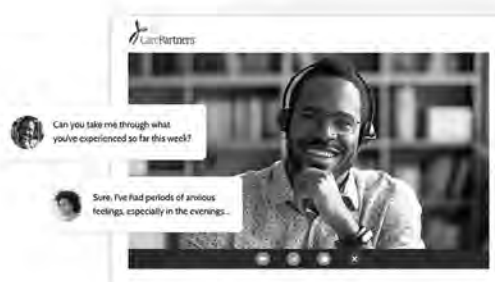 CarePartners
Can you take me through what
you've experienced so far this week?
Sure, I've had periods of anxious
feelings, especially in the evenings...